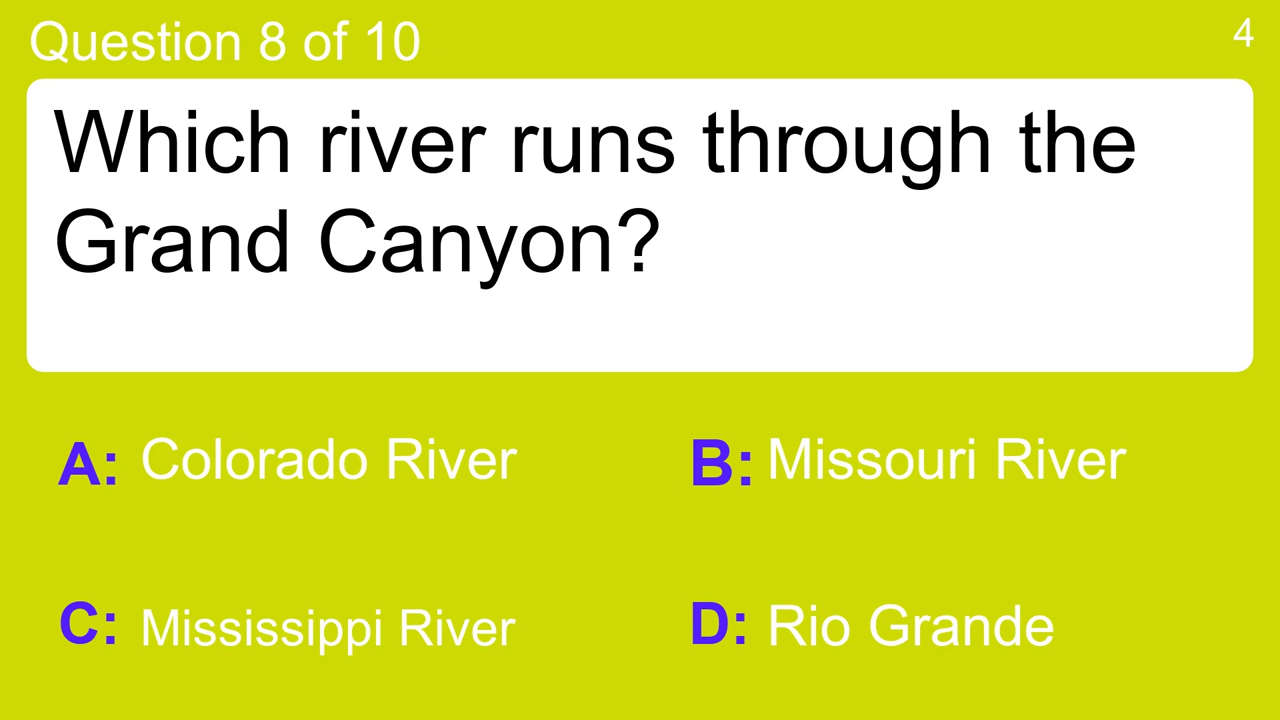 Question 8 of 10
4
Which river runs through the
Grand Canyon?
A: Colorado River
B: Missouri River
C: Mississippi River
D: Rio Grande